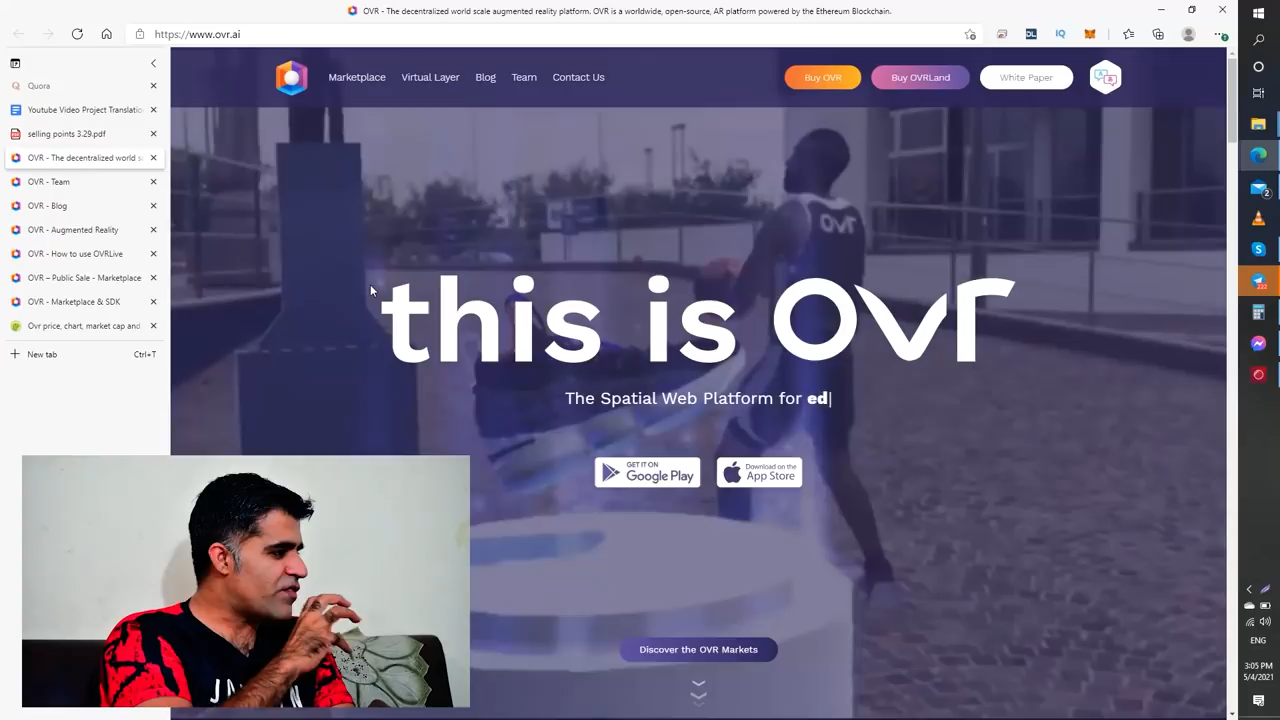 OVR - The decentralized world scale augmented reality platform. OVR is a worldwide, open-source, AR platform powered by the Ethereum Blockchain.
https://www.ovr.ai
DL
IQ
Quora
Youtube Video Project Translatio
selling points 3.29.pdf
OVR - The decentralized world s
OVR - Team
OVR - Blog
OVR - Augmented Reality
OVR - How to use OVRLive
OVR – Public Sale - Marketplace
OVR - Marketplace & SDK
Ovr price, chart, market cap and
New tab
Ctrl+T
Marketplace
Virtual Layer
Blog
Team
Contact Us
Buy OVR
Buy OVRLand
White Paper
ovr
this is ovr
The Spatial Web Platform for ed|
GET IT ON
Google Play
Download on the
App Store
Discover the OVR Markets
2
ENG
3:05 PM
5/4/2021